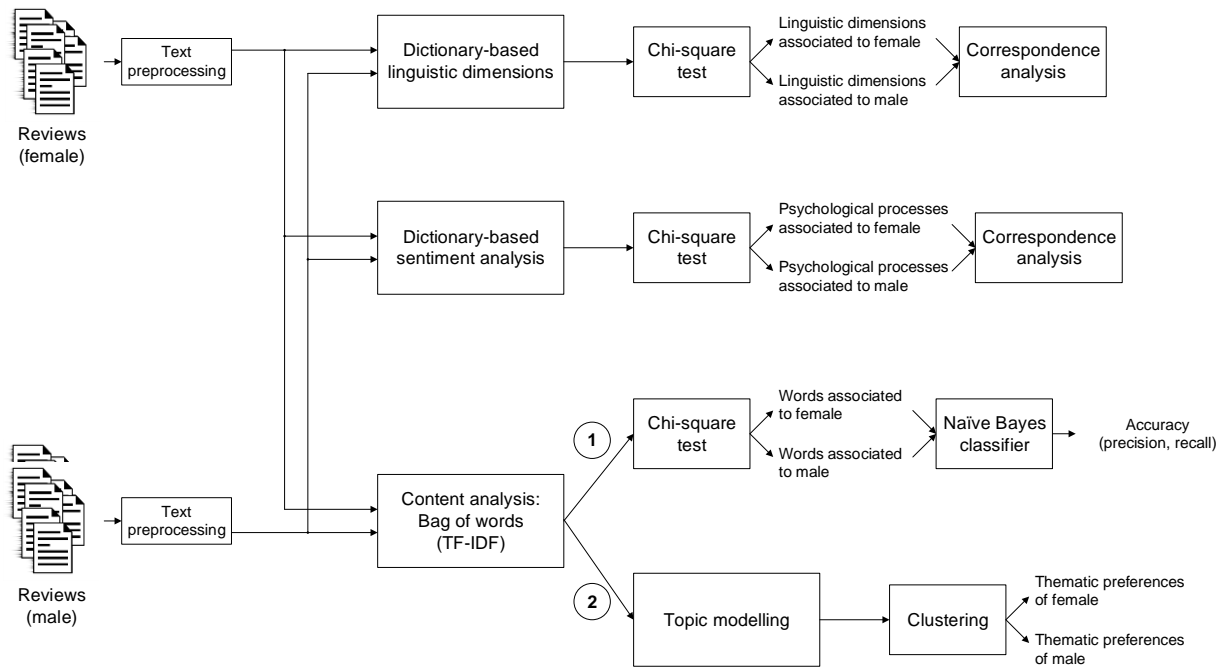 Reviews
(female)
Text
preprocessing
Dictionary-based
linguistic dimensions
Chi-square
test
Linguistic dimensions
associated to female
Linguistic dimensions
associated to male
Correspondence
analysis
Dictionary-based
sentiment analysis
Chi-square
test
Psychological processes
associated to female
Psychological processes
associated to male
Correspondence
analysis
Reviews
(male)
Text
preprocessing
Content analysis:
Bag of words
(TF-IDF)
1
Chi-square
test
Words associated
to female
Words associated
to male
Naïve Bayes
classifier
Accuracy
(precision, recall)
2
Topic modelling
Clustering
Thematic preferences
of female
Thematic preferences
of male